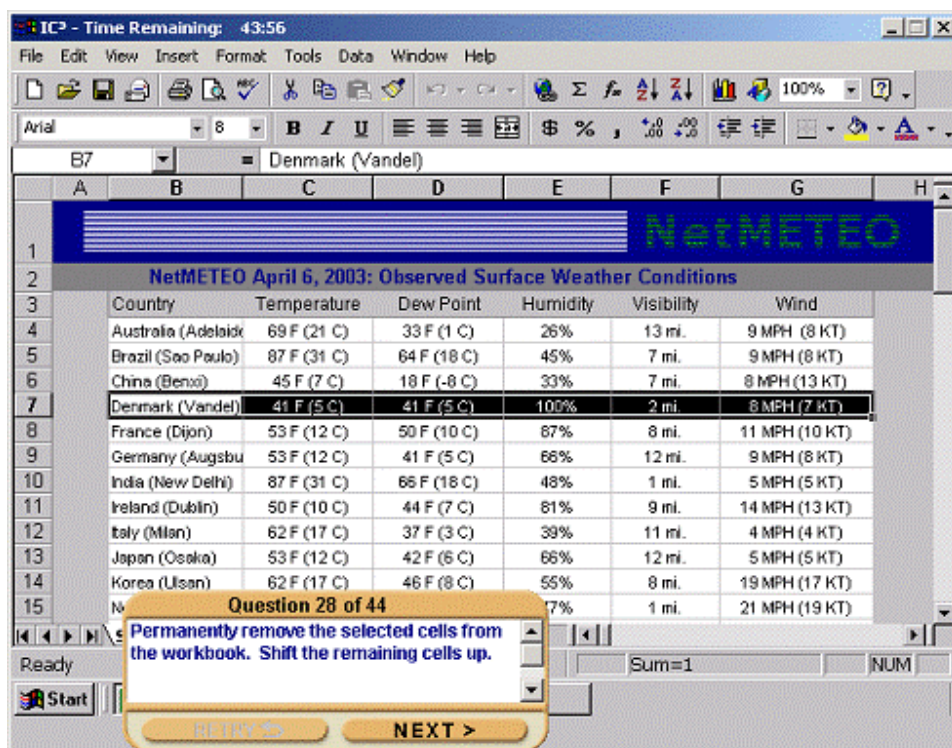 IC³ - Time Remaining: 43:56
File Edit View Insert Format Tools Data Window Help
100%
Arial 8 B I U $ % ,
B7 = Denmark (Vandel)
A B C D E F G H
1 NetMETEO
2 NetMETEO April 6, 2003: Observed Surface Weather Conditions
3 Country Temperature Dew Point Humidity Visibility Wind
4 Australia (Adelaide 69 F (21 C) 33 F (1 C) 26% 13 mi. 9 MPH (8 KT)
5 Brazil (Sao Paulo) 87 F (31 C) 64 F (18 C) 45% 7 mi. 9 MPH (8 KT)
6 China (Benxi) 45 F (7 C) 18 F (-8 C) 33% 7 mi. 8 MPH (13 KT)
7 Denmark (Vandel) 41 F (5 C) 41 F (5 C) 100% 2 mi. 8 MPH (7 KT)
8 France (Dijon) 53 F (12 C) 50 F (10 C) 87% 8 mi. 11 MPH (10 KT)
9 Germany (Augsbu 53 F (12 C) 41 F (5 C) 66% 12 mi. 9 MPH (8 KT)
10 India (New Delhi) 87 F (31 C) 66 F (18 C) 48% 1 mi. 5 MPH (5 KT)
11 Ireland (Dublin) 50 F (10 C) 44 F (7 C) 81% 9 mi. 14 MPH (13 KT)
12 Italy (Milan) 62 F (17 C) 37 F (3 C) 39% 11 mi. 4 MPH (4 KT)
13 Japan (Osaka) 53 F (12 C) 42 F (6 C) 66% 12 mi. 5 MPH (5 KT)
14 Korea (Ulsan) 62 F (17 C) 46 F (8 C) 55% 8 mi. 19 MPH (17 KT)
15 7% 1 mi. 21 MPH (19 KT)
Question 28 of 44
Permanently remove the selected cells from
the workbook. Shift the remaining cells up.
Ready Sum=1 NUM
Start
RETRY NEXT >